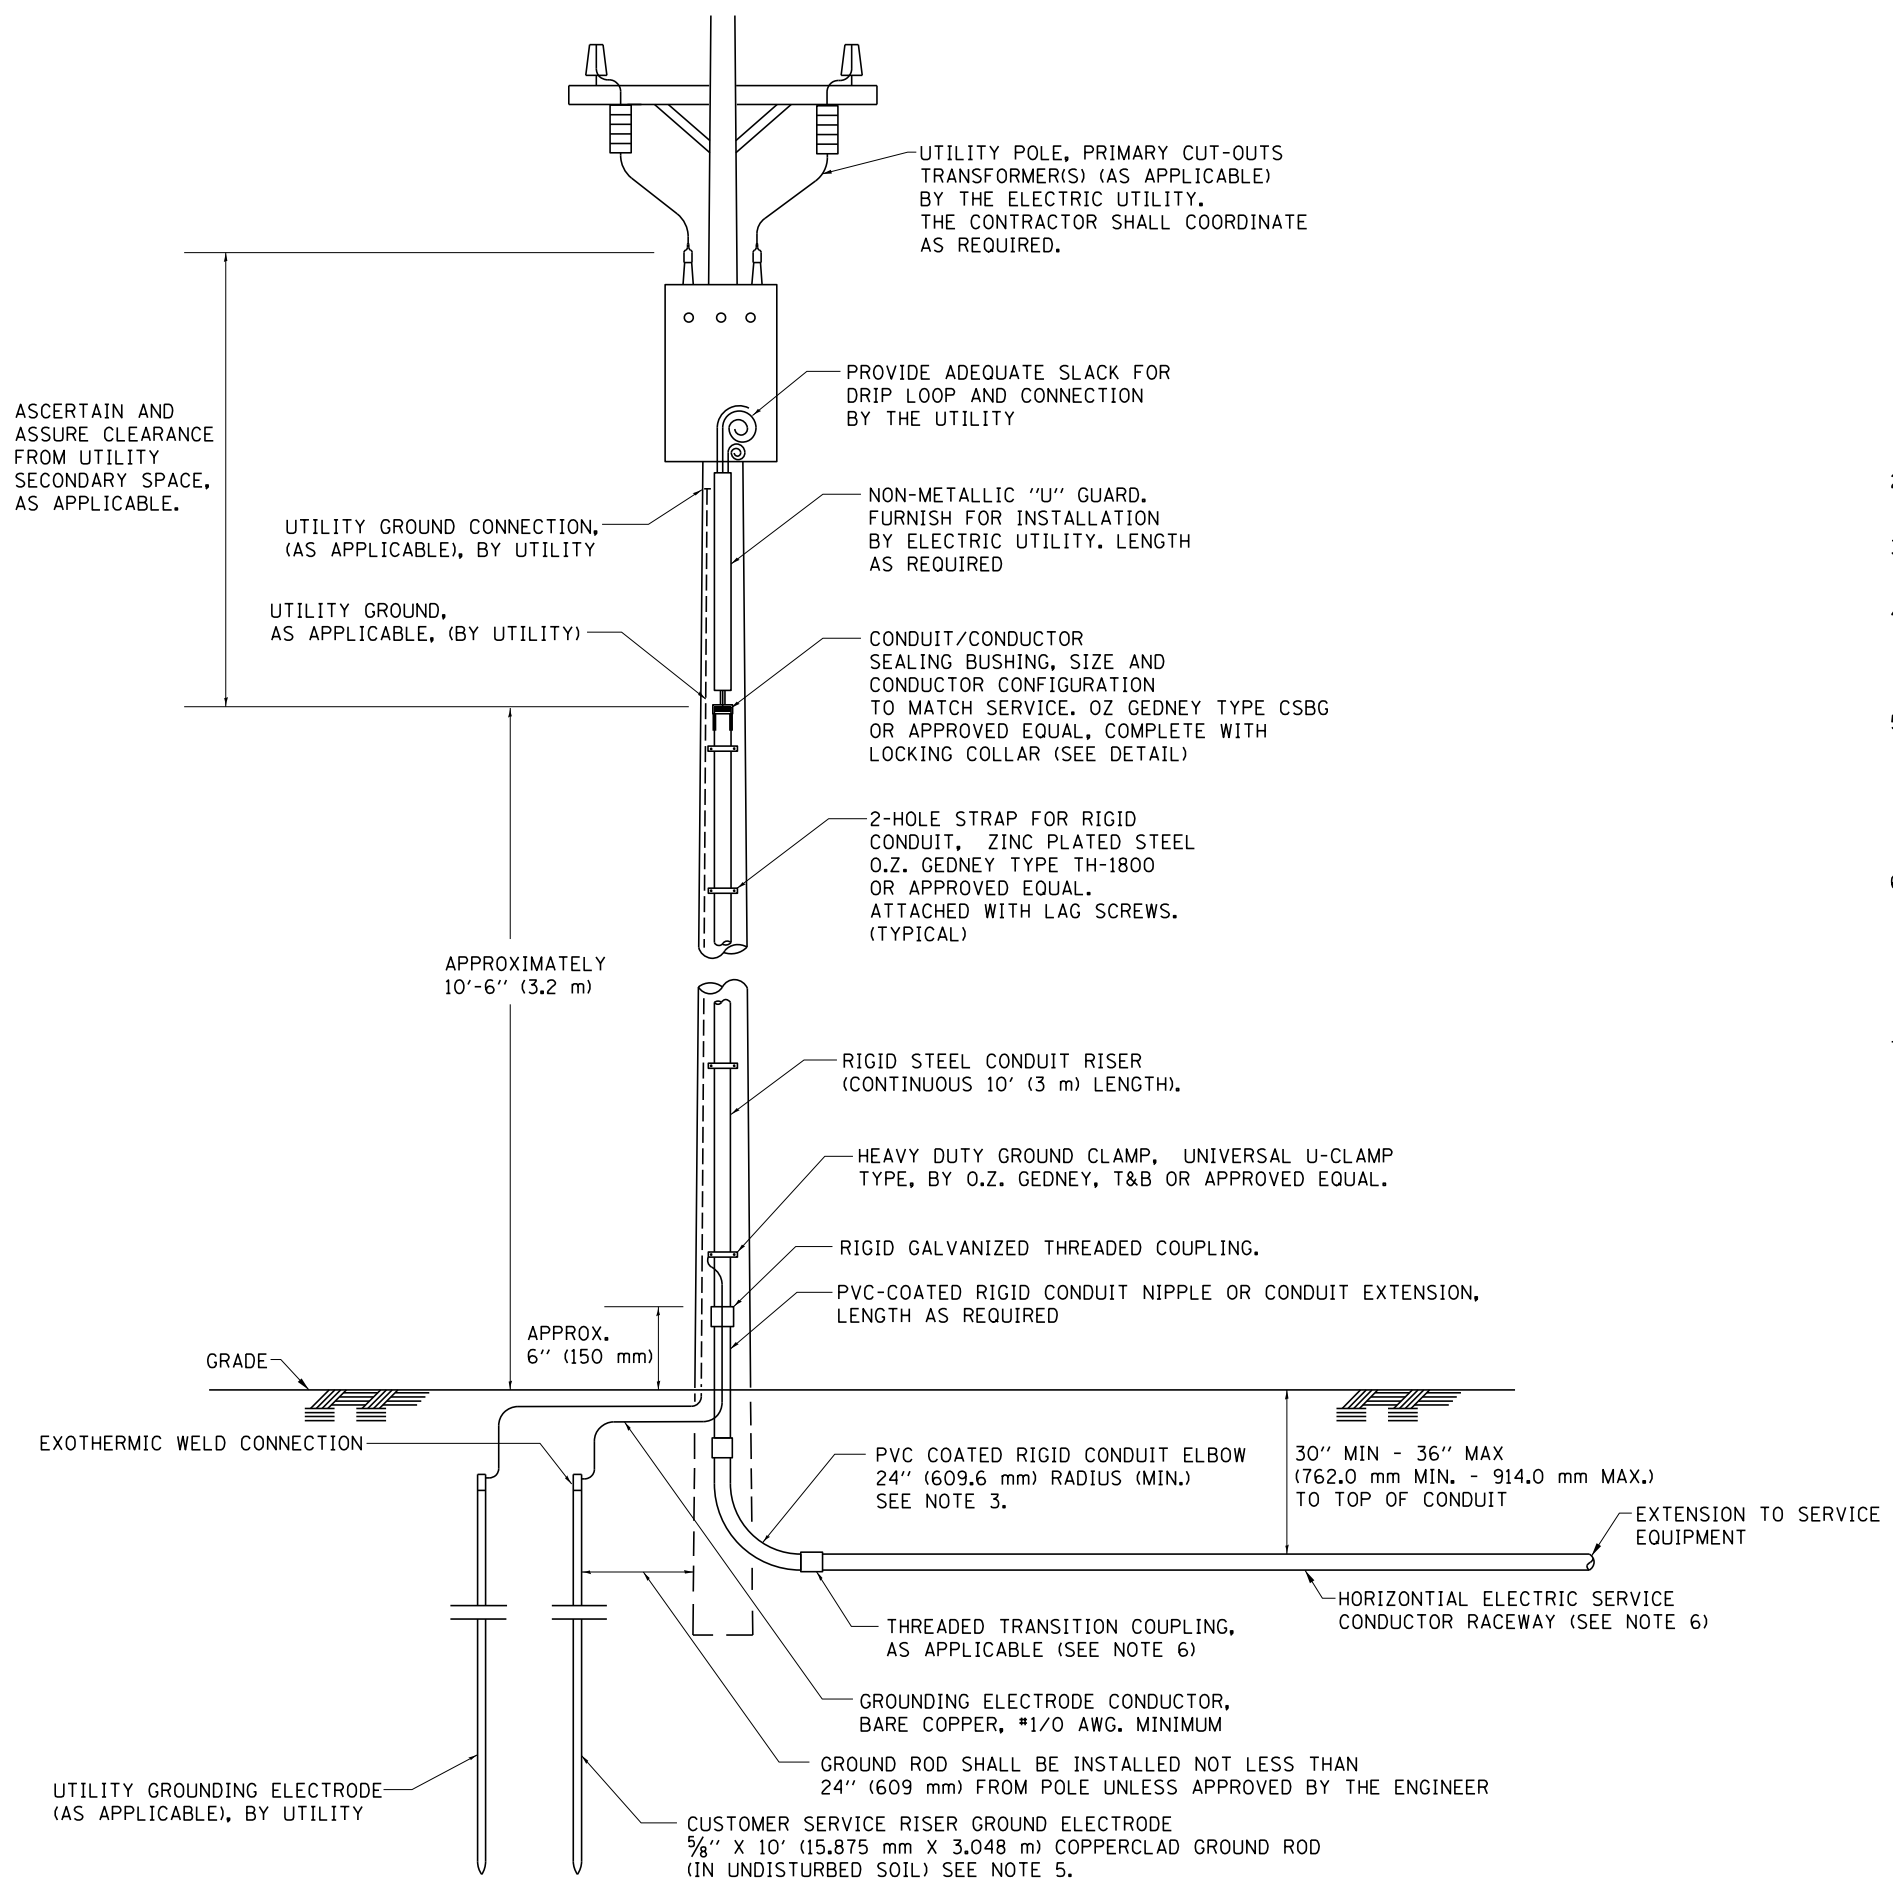 UTILITY POLE, PRIMARY CUT-OUTS
TRANSFORMER(S) (AS APPLICABLE)
BY THE ELECTRIC UTILITY.
THE CONTRACTOR SHALL COORDINATE
AS REQUIRED.
PROVIDE ADEQUATE SLACK FOR
DRIP LOOP AND CONNECTION
BY THE UTILITY
ASCERTAIN AND
ASSURE CLEARANCE
FROM UTILITY
SECONDARY SPACE,
AS APPLICABLE.
NON-METALLIC "U" GUARD.
FURNISH FOR INSTALLATION
BY ELECTRIC UTILITY. LENGTH
AS REQUIRED
UTILITY GROUND CONNECTION,
(AS APPLICABLE), BY UTILITY
UTILITY GROUND,
AS APPLICABLE, (BY UTILITY)
CONDUIT/CONDUCTOR
SEALING BUSHING, SIZE AND
CONDUCTOR CONFIGURATION
TO MATCH SERVICE. OZ GEDNEY TYPE CSBG
OR APPROVED EQUAL, COMPLETE WITH
LOCKING COLLAR (SEE DETAIL)
2-HOLE STRAP FOR RIGID
CONDUIT, ZINC PLATED STEEL
O.Z. GEDNEY TYPE TH-1800
OR APPROVED EQUAL.
ATTACHED WITH LAG SCREWS.
(TYPICAL)
APPROXIMATELY
10'-6'' (3.2 m)
RIGID STEEL CONDUIT RISER
(CONTINUOUS 10' (3 m) LENGTH).
HEAVY DUTY GROUND CLAMP, UNIVERSAL U-CLAMP
TYPE, BY O.Z. GEDNEY, T&B OR APPROVED EQUAL.
RIGID GALVANIZED THREADED COUPLING.
PVC-COATED RIGID CONDUIT NIPPLE OR CONDUIT EXTENSION,
LENGTH AS REQUIRED
APPROX.
6'' (150 mm)
GRADE
EXOTHERMIC WELD CONNECTION
PVC COATED RIGID CONDUIT ELBOW
24'' (609.6 mm) RADIUS (MIN.)
SEE NOTE 3.
30'' MIN - 36'' MAX
(762.0 mm MIN. - 914.0 mm MAX.)
TO TOP OF CONDUIT
EXTENSION TO SERVICE
EQUIPMENT
HORIZONTIAL ELECTRIC SERVICE
CONDUCTOR RACEWAY (SEE NOTE 6)
THREADED TRANSITION COUPLING,
AS APPLICABLE (SEE NOTE 6)
GROUNDING ELECTRODE CONDUCTOR,
BARE COPPER, #1/0 AWG. MINIMUM
GROUND ROD SHALL BE INSTALLED NOT LESS THAN
24'' (609 mm) FROM POLE UNLESS APPROVED BY THE ENGINEER
UTILITY GROUNDING ELECTRODE
(AS APPLICABLE), BY UTILITY
CUSTOMER SERVICE RISER GROUND ELECTRODE
⅝'' X 10' (15.875 mm X 3.048 m) COPPERCLAD GROUND ROD
(IN UNDISTURBED SOIL) SEE NOTE 5.